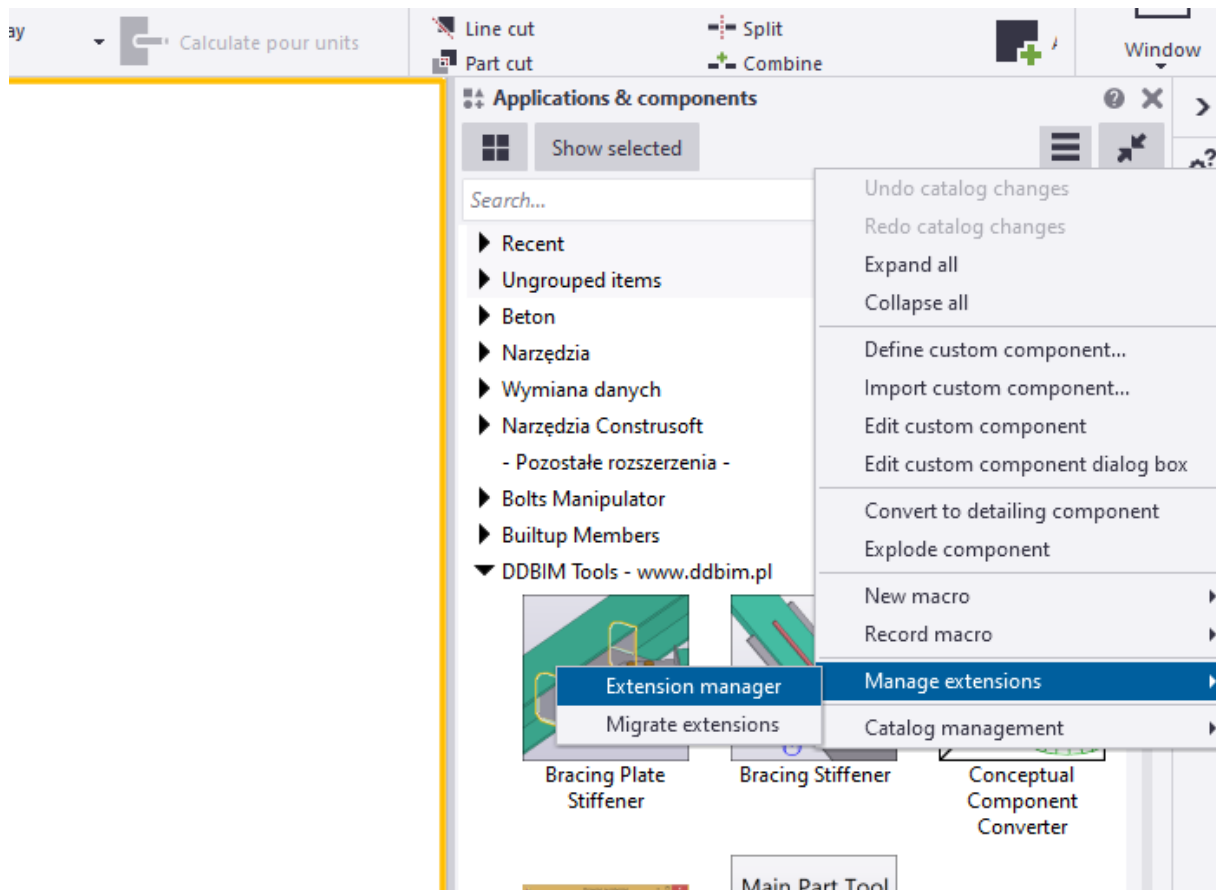 Calculate pour units
Line cut
Part cut
Split
Combine
Window
Applications & components
Show selected
Search...
Recent
Ungrouped items
Beton
Narzędzia
Wymiana danych
Narzędzia Construsoft
- Pozostałe rozszerzenia -
Bolts Manipulator
Builtup Members
DDBIM Tools - www.ddbim.pl
Undo catalog changes
Redo catalog changes
Expand all
Collapse all
Define custom component...
Import custom component...
Edit custom component
Edit custom component dialog box
Convert to detailing component
Explode component
New macro
Record macro
Manage extensions
Catalog management
Extension manager
Migrate extensions
Bracing Plate
Stiffener
Bracing Stiffener
Conceptual
Component
Converter
Main Part Tool